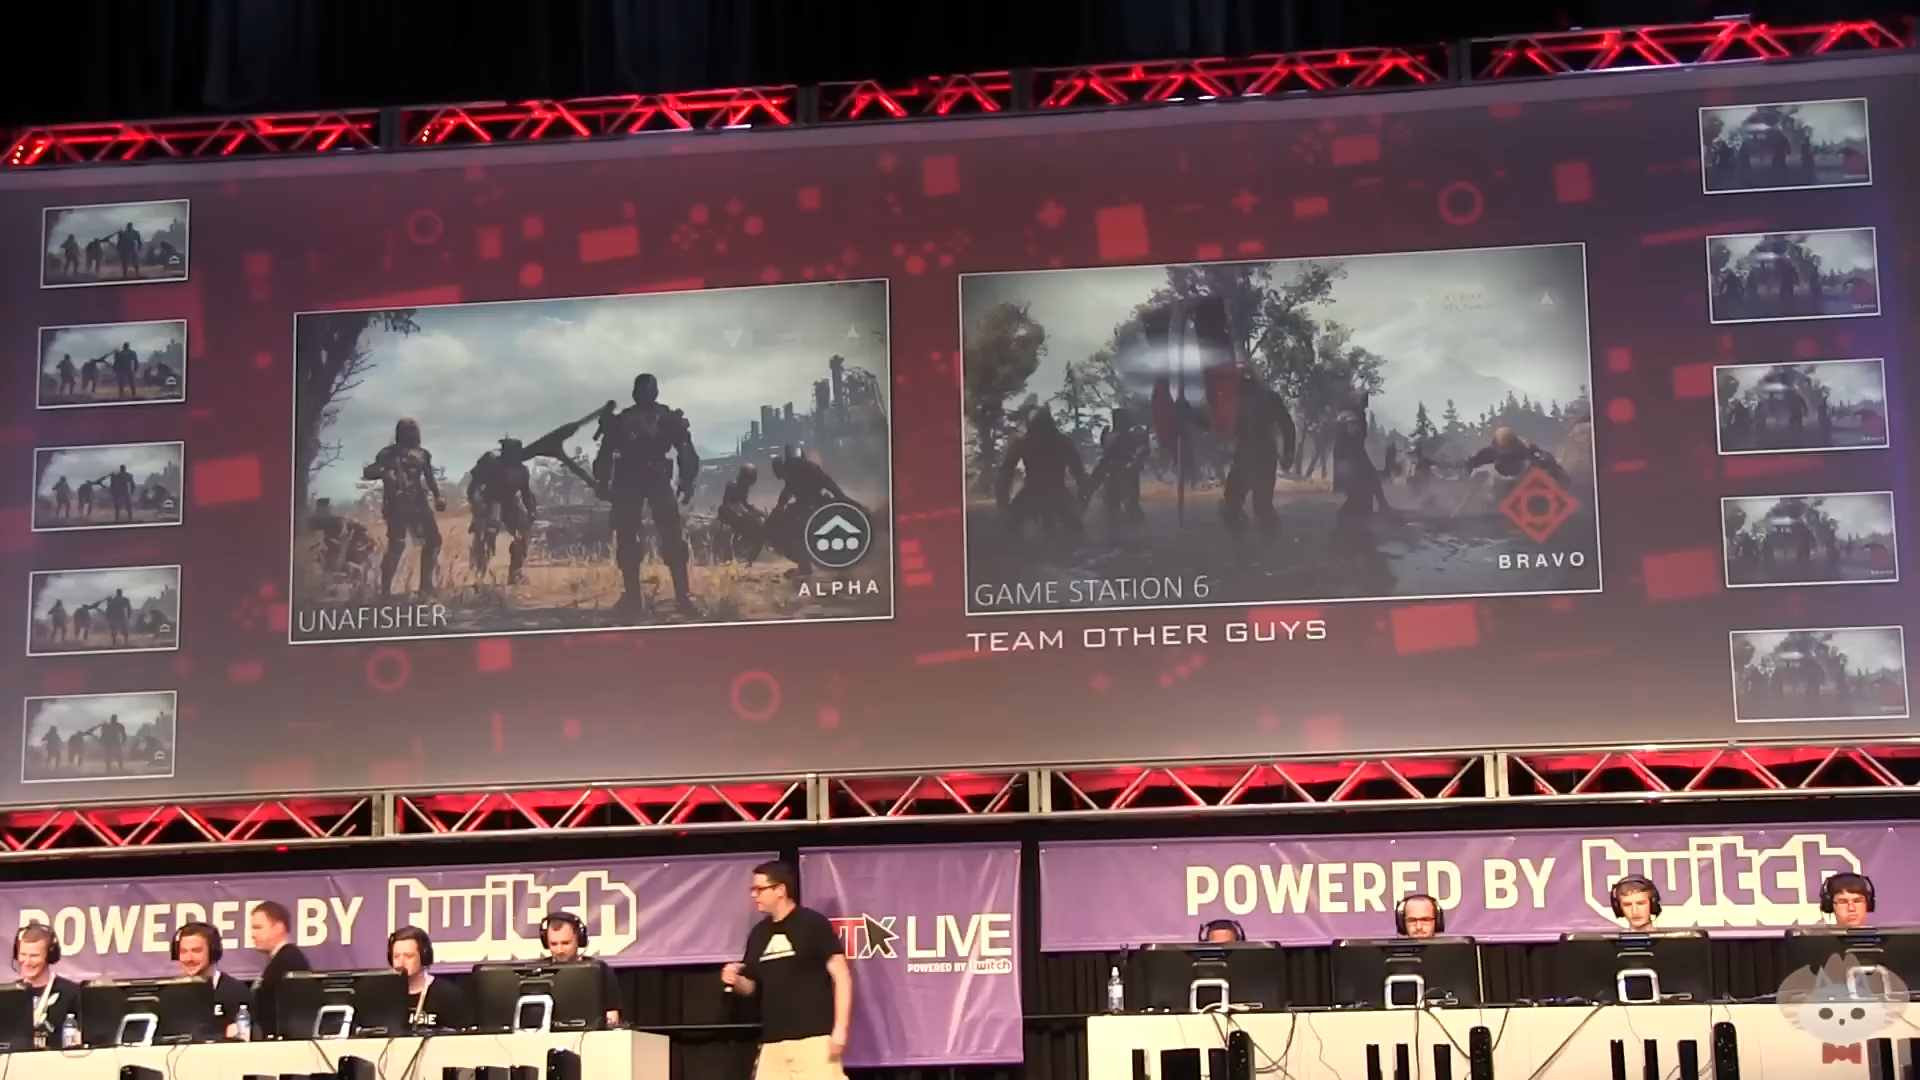 UNAFISHER
ALPHA
GAME STATION 6
BRAVO
TEAM OTHER GUYS
POWERED BY twitch
LIVE
POWERED BY twitch
POWERED BY twitch